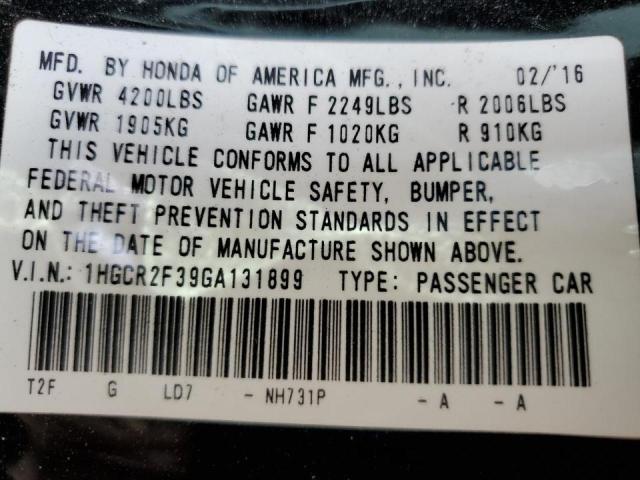 MFD. BY HONDA OF AMERICA MFG., INC. 02/'16
GVWR 4200LBS GAWR F 2249LBS R 2006LBS
GVWR 1905KG GAWR F 1020KG R 910KG
THIS VEHICLE CONFORMS TO ALL APPLICABLE
FEDERAL MOTOR VEHICLE SAFETY, BUMPER,
AND THEFT PREVENTION STANDARDS IN EFFECT
ON THE DATE OF MANUFACTURE SHOWN ABOVE.
V.I.N.: 1HGCR2F39GA131899 TYPE: PASSENGER CAR
T2F G LD7 - NH731P - A - A